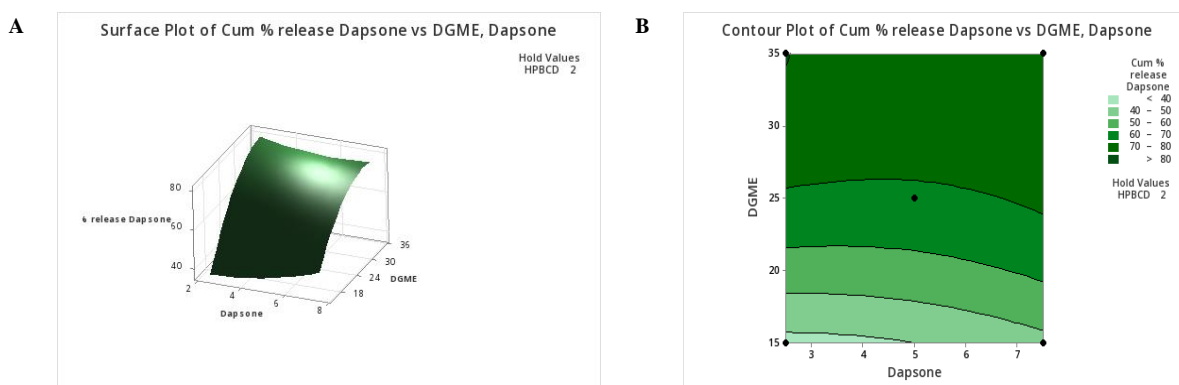 A
Surface Plot of Cum % release Dapsone vs DGME, Dapsone
Hold Values
HPBCD 2
80
60
40
% release Dapsone
2
4
6
8
Dapsone
18
24
30
36
DGME
B
Contour Plot of Cum % release Dapsone vs DGME, Dapsone
35
30
25
20
15
DGME
3 4 5 6 7
Dapsone
Cum %
release
Dapsone
< 40
40 – 50
50 – 60
60 – 70
70 – 80
> 80
Hold Values
HPBCD 2